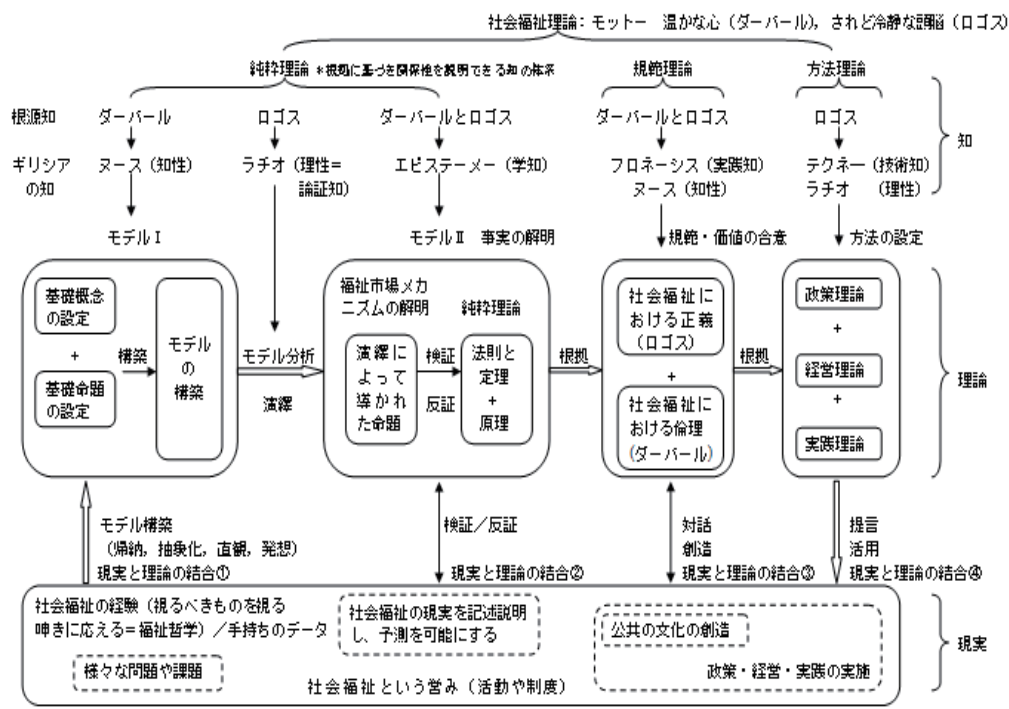 社会福祉理論：モットー　温かな心（ダーバール），されど冷静な頭脳（ロゴス）
純粋理論　＊根拠に基づき関係性を説明できる知の体系
規範理論
方法理論
根源知
ダーバール
ロゴス
ダーバールとロゴス
ダーバールとロゴス
ロゴス
知
ギリシア
の知
ヌース（知性）
ラチオ（理性＝
論証知）
エピステーメー（学知）
フロネーシス（実践知）
ヌース（知性）
テクネー（技術知）
ラチオ　（理性）
モデルⅠ
モデルⅡ　事実の解明
規範・価値の合意
方法の設定
基礎概念
の設定
+
基礎命題
の設定
構築
モデル
の
構築
モデル分析
演繹
福祉市場メカ
ニズムの解明
純粋理論
演繹に
よって
導かれ
た命題
検証
反証
法則と
定理
+
原理
根拠
社会福祉に
おける正義
（ロゴス）
+
社会福祉に
おける倫理
（ダーバール）
根拠
政策理論
+
経営理論
+
実践理論
理論
モデル構築
（帰納，抽象化，直観，発想）
現実と理論の結合①
検証／反証
現実と理論の結合②
対話
創造
現実と理論の結合③
提言
活用
現実と理論の結合④
社会福祉の経験（視るべきものを視る
呻きに応える＝福祉哲学）／手持ちのデータ
様々な問題や課題
社会福祉の現実を記述説明
し、予測を可能にする
公共の文化の創造
政策・経営・実践の実施
社会福祉という営み（活動や制度）
現実